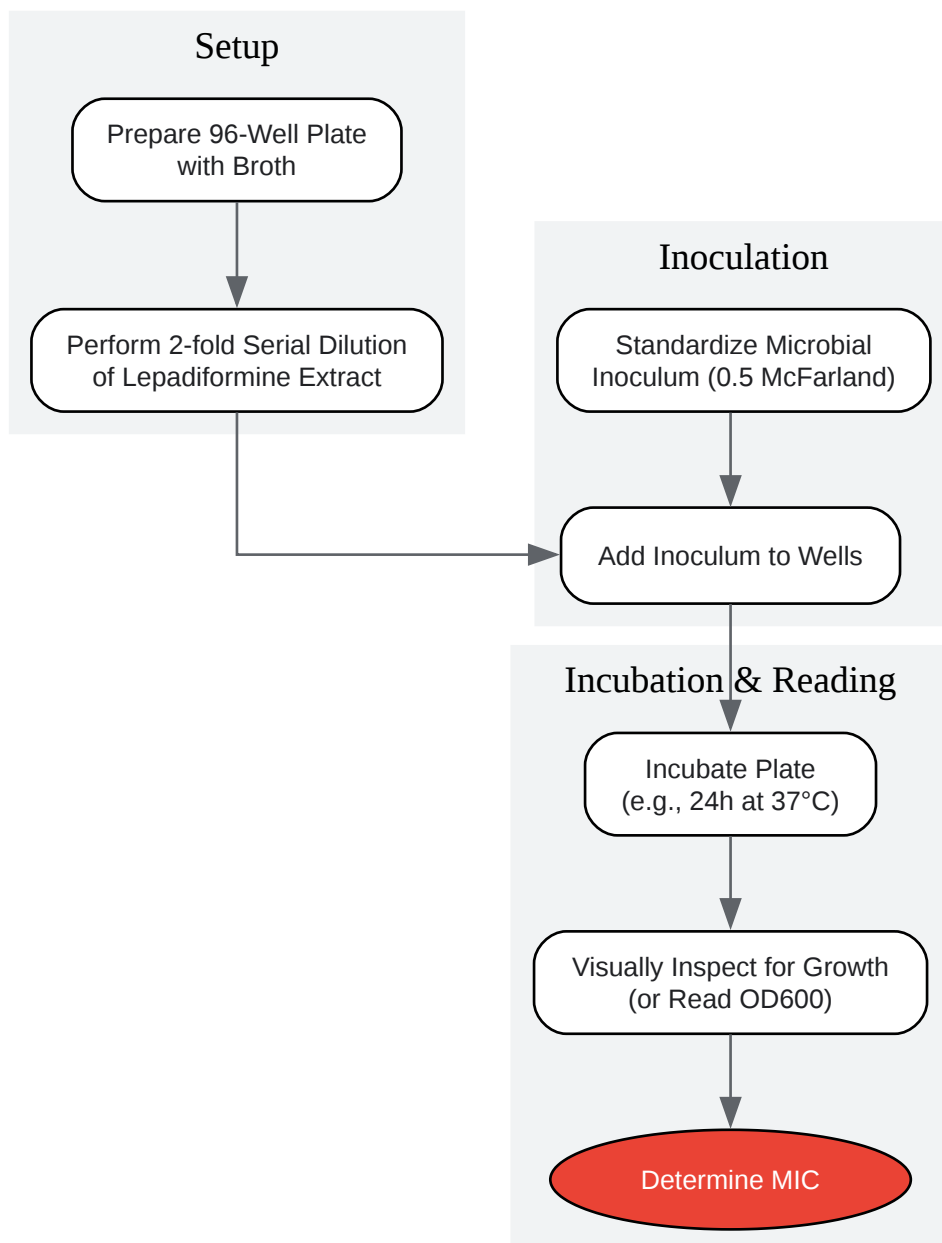 Setup
Prepare 96-Well Plate
with Broth
Perform 2-fold Serial Dilution
of Lepadiformine Extract
Inoculation
Standardize Microbial
Inoculum (0.5 McFarland)
Add Inoculum to Wells
Incubation & Reading
Incubate Plate
(e.g., 24h at 37°C)
Visually Inspect for Growth
(or Read OD600)
Determine MIC